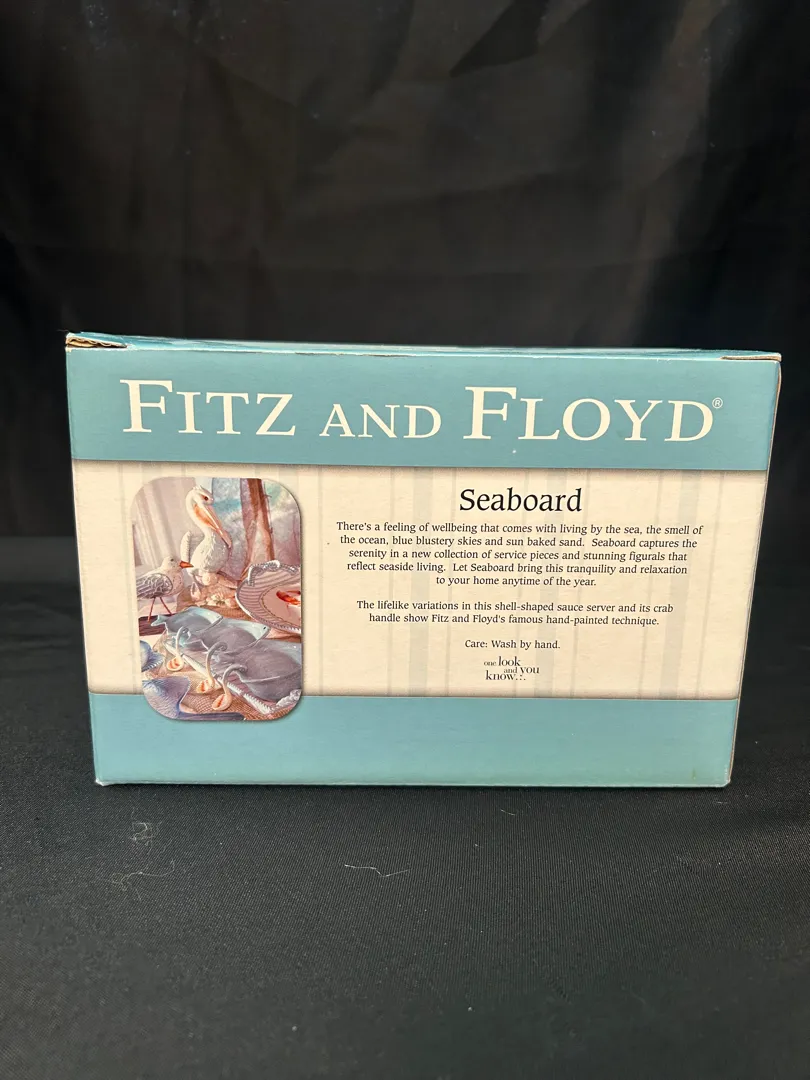 FITZ AND FLOYD®
Seaboard
There's a feeling of wellbeing that comes with living by the sea, the smell of
the ocean, blue blustery skies and sun baked sand. Seaboard captures the
serenity in a new collection of service pieces and stunning figurals that
reflect seaside living. Let Seaboard bring this tranquility and relaxation
to your home anytime of the year.
The lifelike variations in this shell-shaped sauce server and its crab
handle show Fitz and Floyd's famous hand-painted technique.
Care: Wash by hand.
one look
and you
know.:.